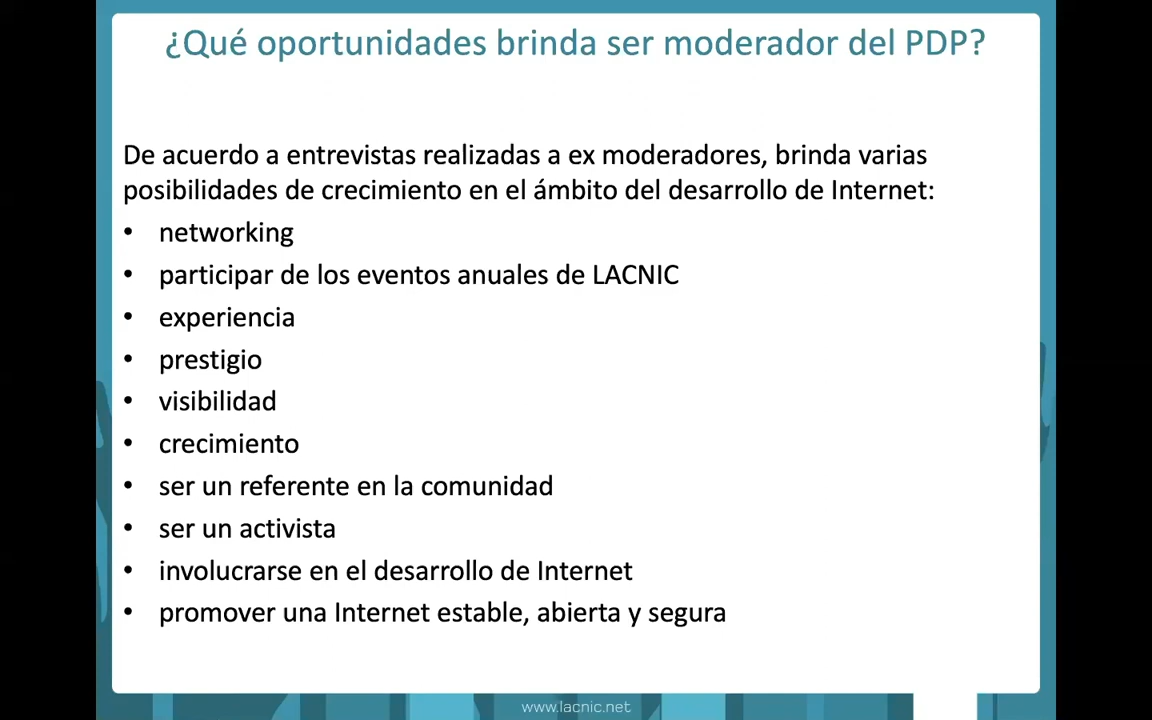 ¿Qué oportunidades brinda ser moderador del PDP?
De acuerdo a entrevistas realizadas a ex moderadores, brinda varias
posibilidades de crecimiento en el ámbito del desarrollo de Internet:
• networking
• participar de los eventos anuales de LACNIC
• experiencia
• prestigio
• visibilidad
• crecimiento
• ser un referente en la comunidad
• ser un activista
• involucrarse en el desarrollo de Internet
• promover una Internet estable, abierta y segura
www.lacnic.net